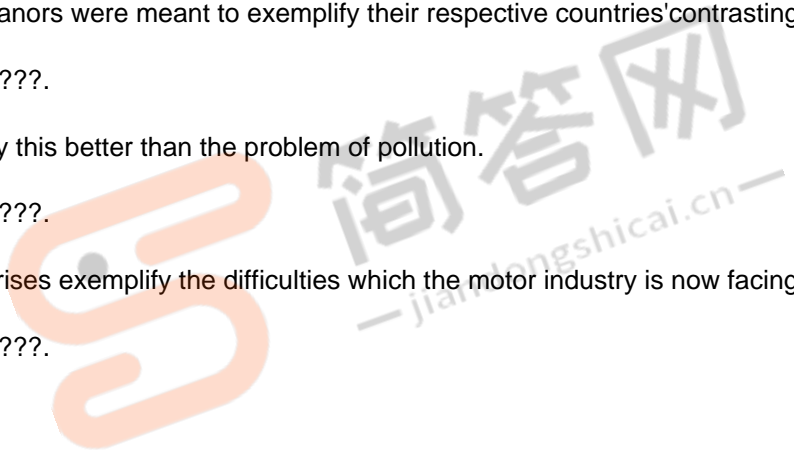 anors were meant to exemplify their respective countries'contrasting
???.
y this better than the problem of pollution.
???.
rises exemplify the difficulties which the motor industry is now facing
???.
简答网
jiandongshicai.cn